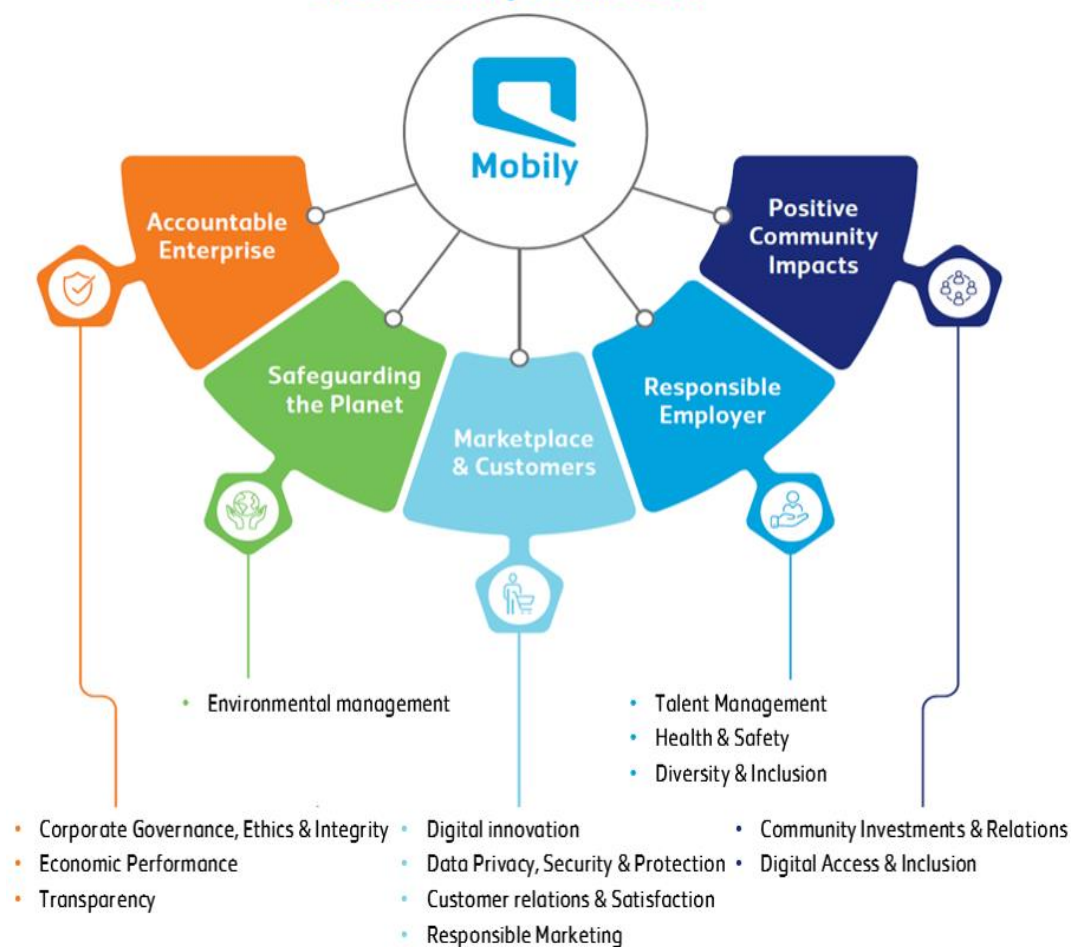 Mobily
Accountable
Enterprise
Safeguarding
the Planet
Marketplace
& Customers
Responsible
Employer
Positive
Community
Impacts
• Environmental management
• Talent Management
• Health & Safety
• Diversity & Inclusion
• Corporate Governance, Ethics & Integrity
• Economic Performance
• Transparency
• Digital innovation
• Data Privacy, Security & Protection
• Customer relations & Satisfaction
• Responsible Marketing
• Community Investments & Relations
• Digital Access & Inclusion